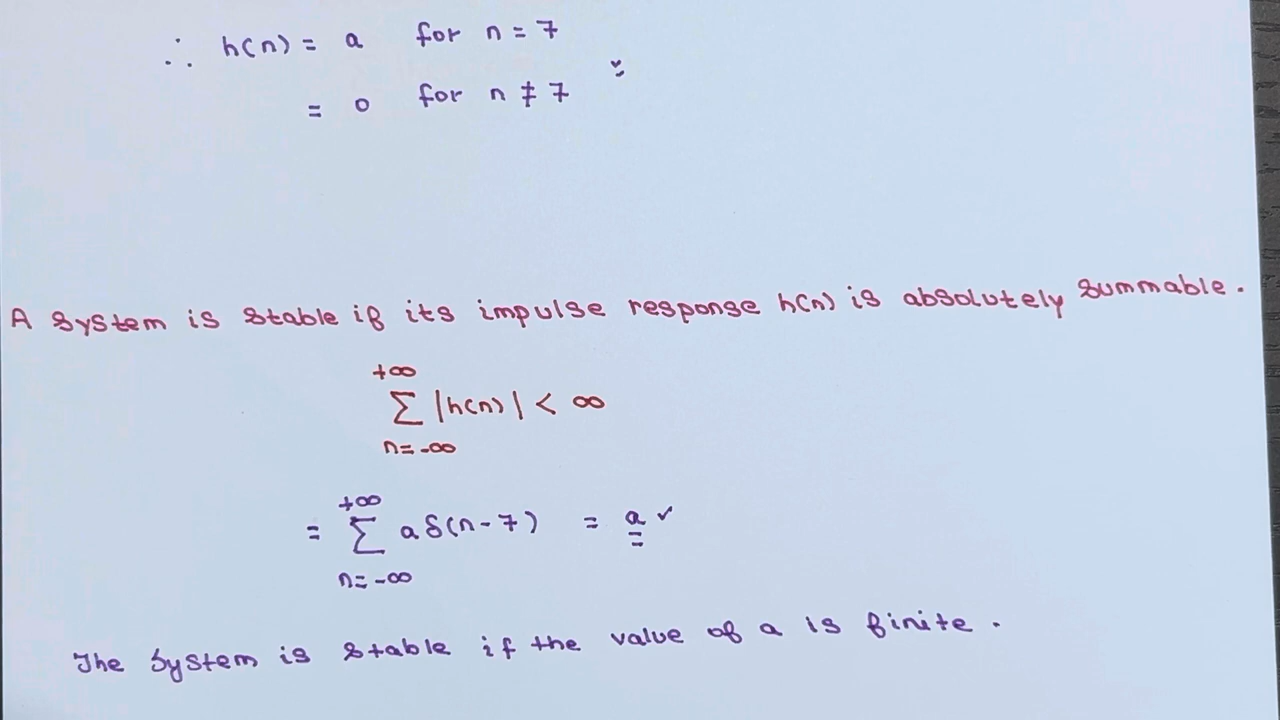 ∴ h(n) = a for n = 7
= 0 for n ≠ 7
A System is stable if its impulse response h(n) is absolutely summable.
+∞
∑ |h(n)| < ∞
n=-∞
+∞
= ∑ a δ(n-7) = a ✓
n=-∞
The System is stable if the value of a is finite.